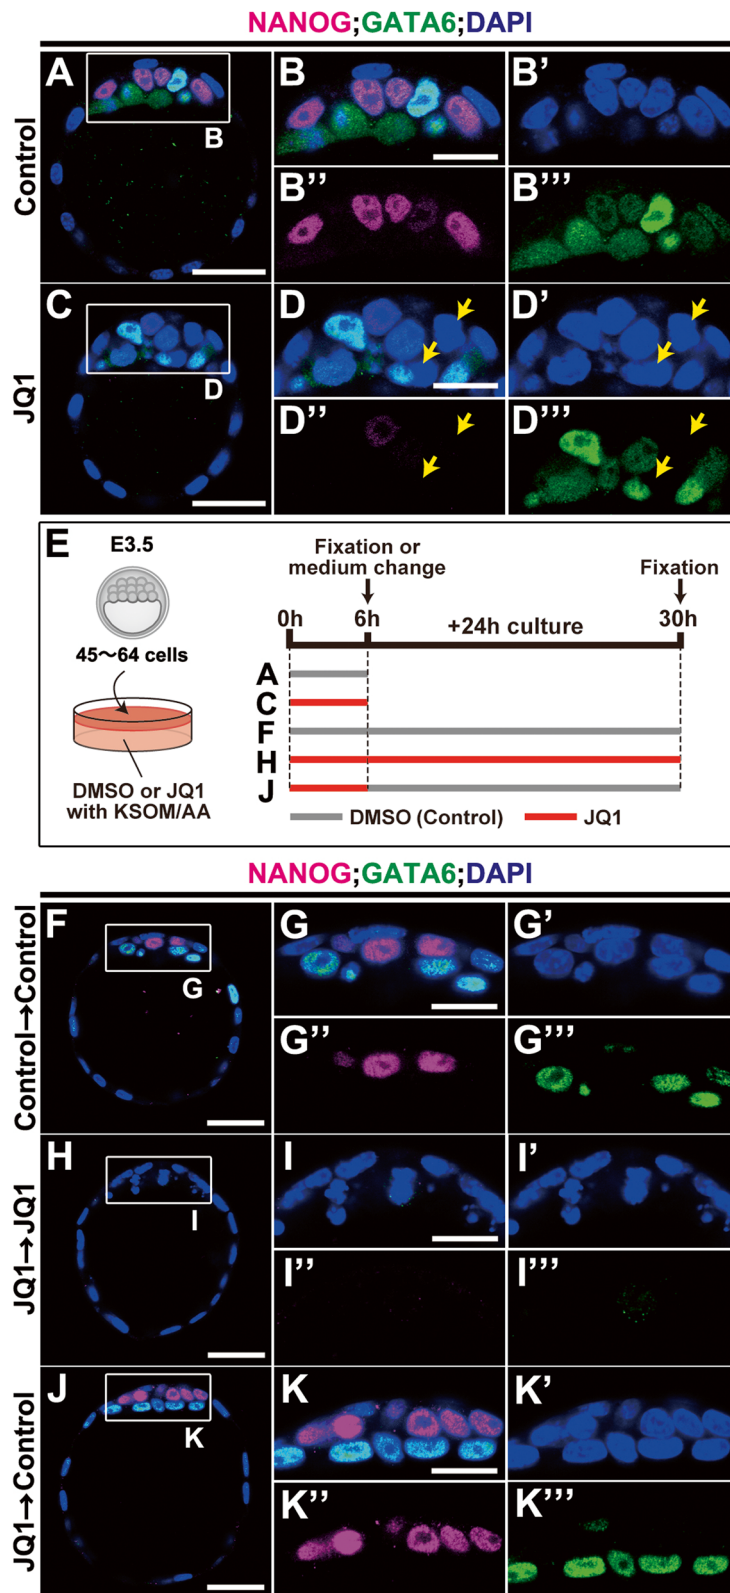 NANOG;GATA6;DAPI
Control
A
B
B
B’
B’’
B’’’
JQ1
C
D
D
D’
D’’
D’’’
E
E3.5
45～64 cells
DMSO or JQ1
with KSOM/AA
Fixation or
medium change
Fixation
0h
6h
+24h culture
30h
A
C
F
H
J
DMSO (Control)
JQ1
NANOG;GATA6;DAPI
Control→Control
F
G
G
G’
G’’
G’’’
JQ1→JQ1
H
I
I
I’
I’’
I’’’
JQ1→Control
J
K
K
K’
K’’
K’’’